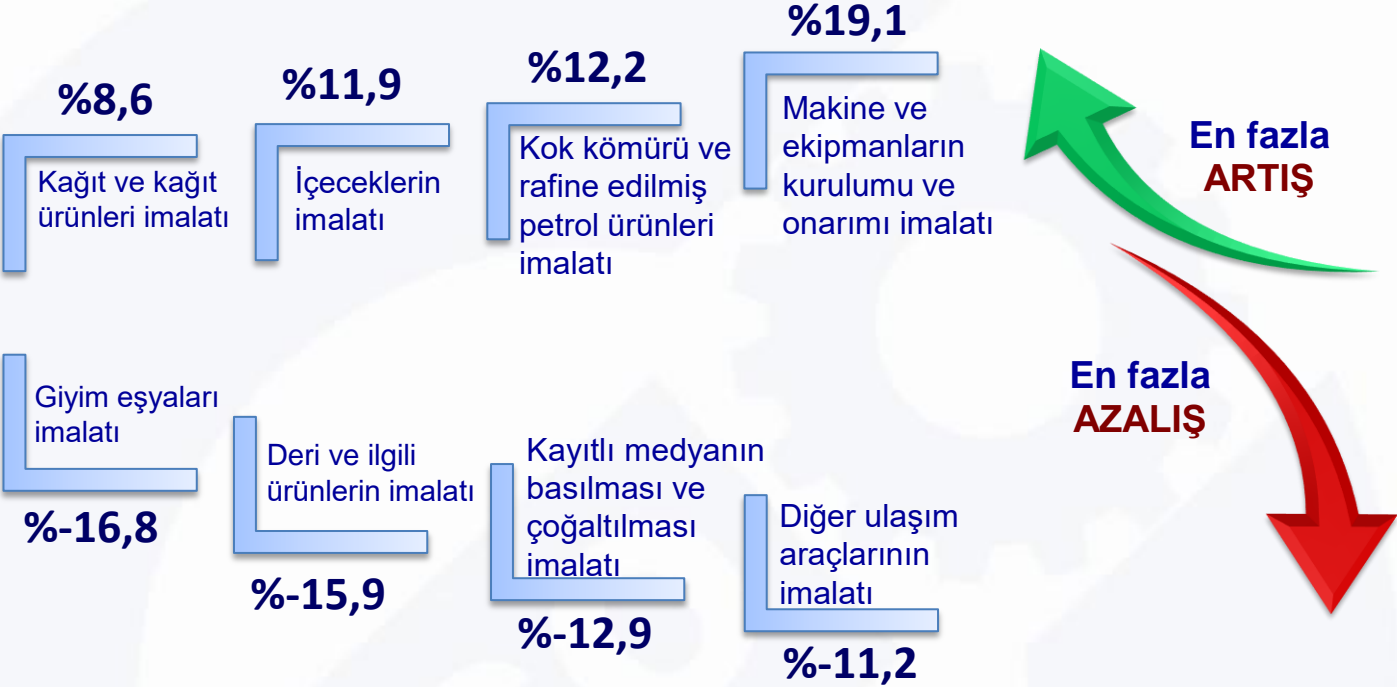 %8,6
Kağıt ve kağıt
ürünleri imalatı
%11,9
İçeceklerin
imalatı
%12,2
Kok kömürü ve
rafine edilmiş
petrol ürünleri
imalatı
%19,1
Makine ve
ekipmanların
kurulumu ve
onarımı imalatı
En fazla
ARTIŞ
Giyim eşyaları
imalatı
%-16,8
Deri ve ilgili
ürünlerin imalatı
%-15,9
Kayıtlı medyanın
basılması ve
çoğaltılması
imalatı
%-12,9
Diğer ulaşım
araçlarının
imalatı
%-11,2
En fazla
AZALIŞ